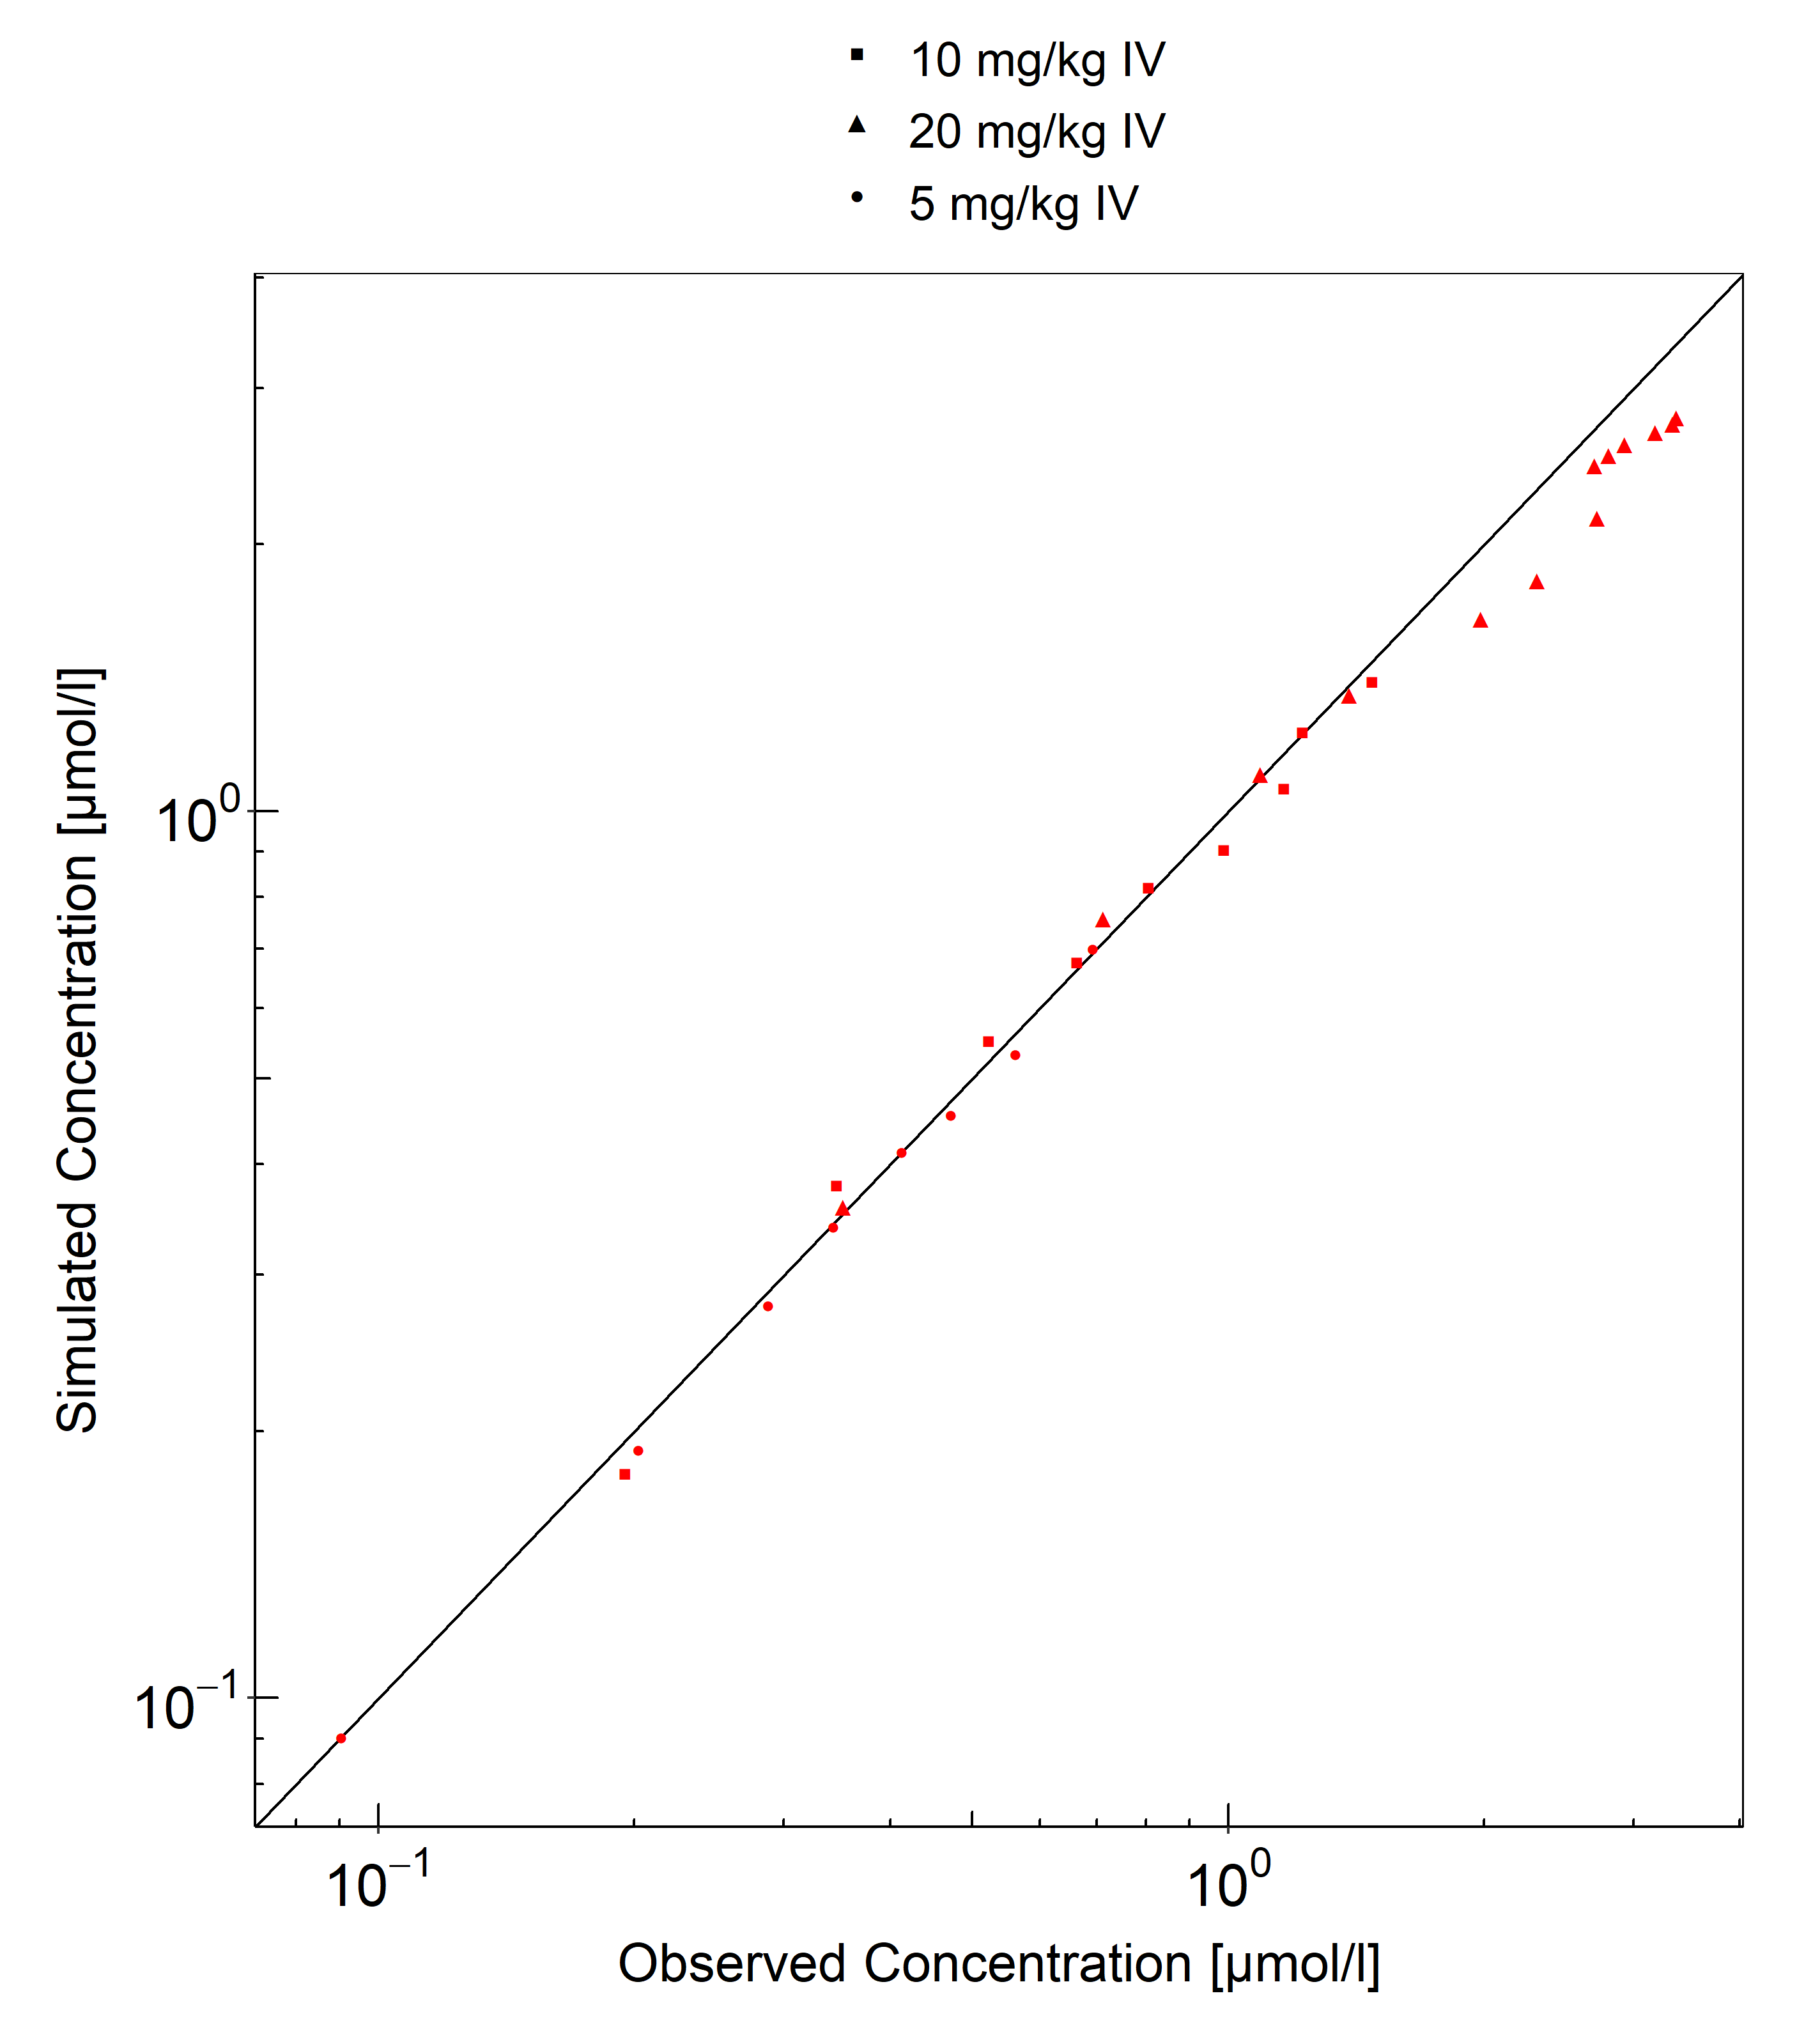 10 mg/kg IV
20 mg/kg IV
5 mg/kg IV
Simulated Concentration [µmol/l]
10⁰
10⁻¹
10⁻¹
10⁰
Observed Concentration [µmol/l]